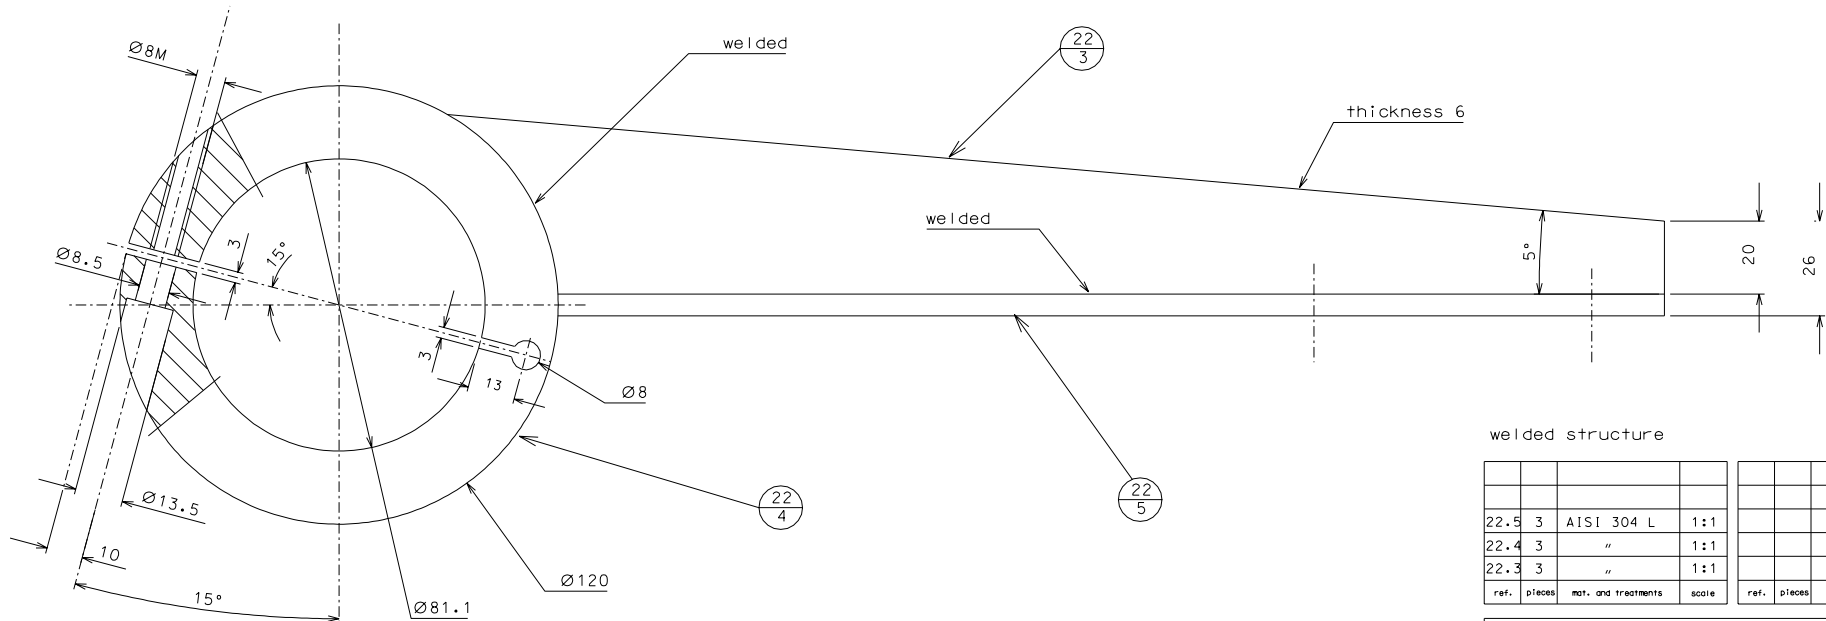 Ø8M
welded
22
3
thickness 6
welded
3
15°
Ø8.5
5°
20
26
3
13
Ø8
welded structure
22
4
22
5
Ø13.5
10
15°
Ø120
Ø81.1
22.5 3 AISI 304 L 1:1
22.4 3 " 1:1
22.3 3 " 1:1
ref. pieces mat. and treatments scale ref. pieces